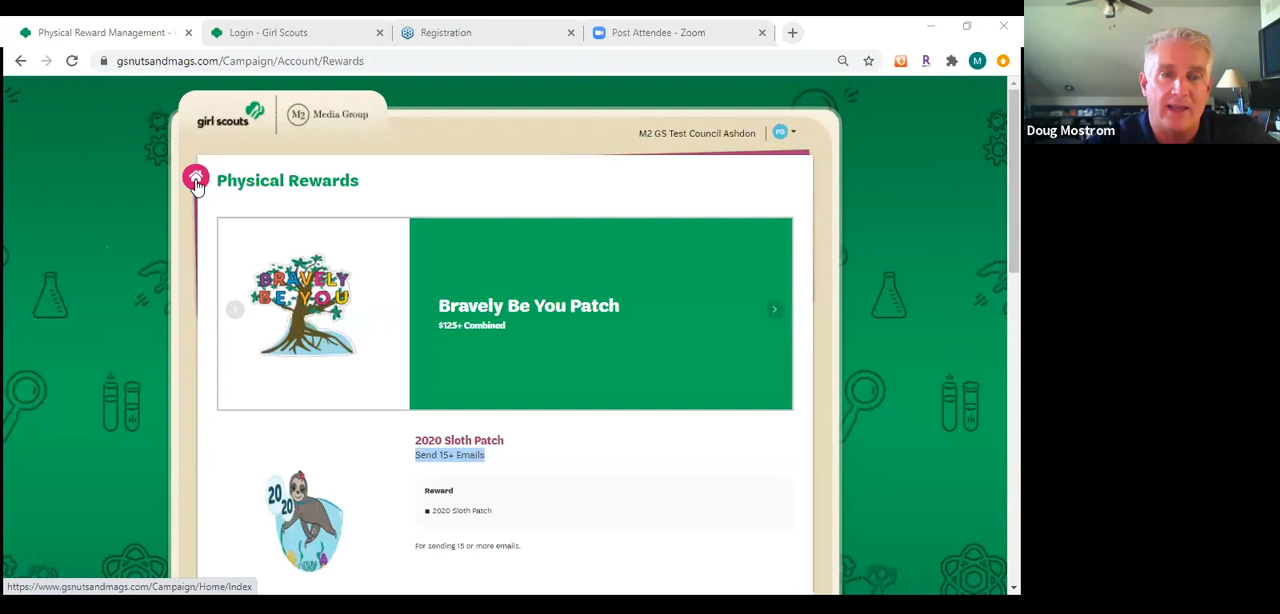 Physical Reward Management -
Login - Girl Scouts
Registration
Post Attendee - Zoom
gsnutsandmags.com/Campaign/Account/Rewards
R
M
girl scouts
M2 Media Group
M2 GS Test Council Ashdon
PG
Doug Mostrom
Physical Rewards
BRAVELY
BE YOU
Bravely Be You Patch
$125+ Combined
2020 Sloth Patch
Send 15+ Emails
2020
Reward
2020 Sloth Patch
For sending 15 or more emails.
https://www.gsnutsandmags.com/Campaign/Home/Index